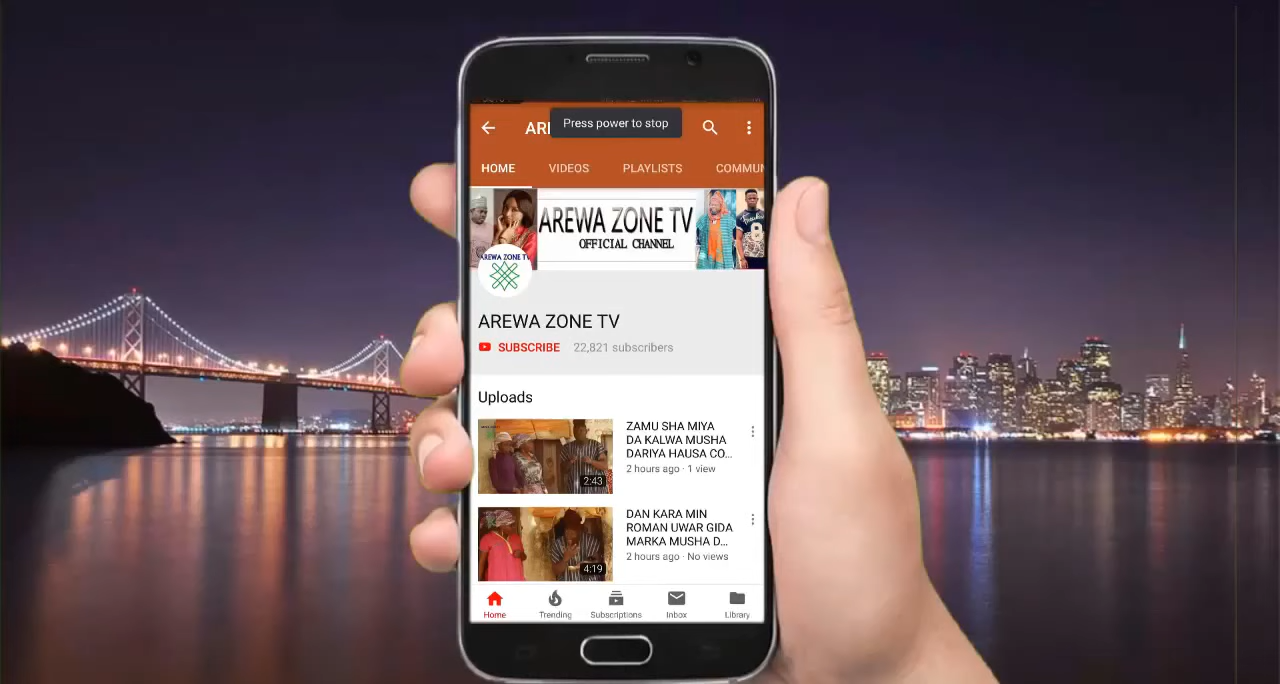 ARE
Press power to stop
HOME VIDEOS PLAYLISTS COMMUN
AREWA ZONE TV
OFFICIAL CHANNEL
AREWA ZONE TV
AREWA ZONE TV
SUBSCRIBE 22,821 subscribers
Uploads
ZAMU SHA MIYA
DA KALWA MUSHA
DARIYA HAUSA CO...
2 hours ago · 1 view
2:43
DAN KARA MIN
ROMAN UWAR GIDA
MARKA MUSHA D...
2 hours ago · No views
4:19
Home Trending Subscriptions Inbox Library